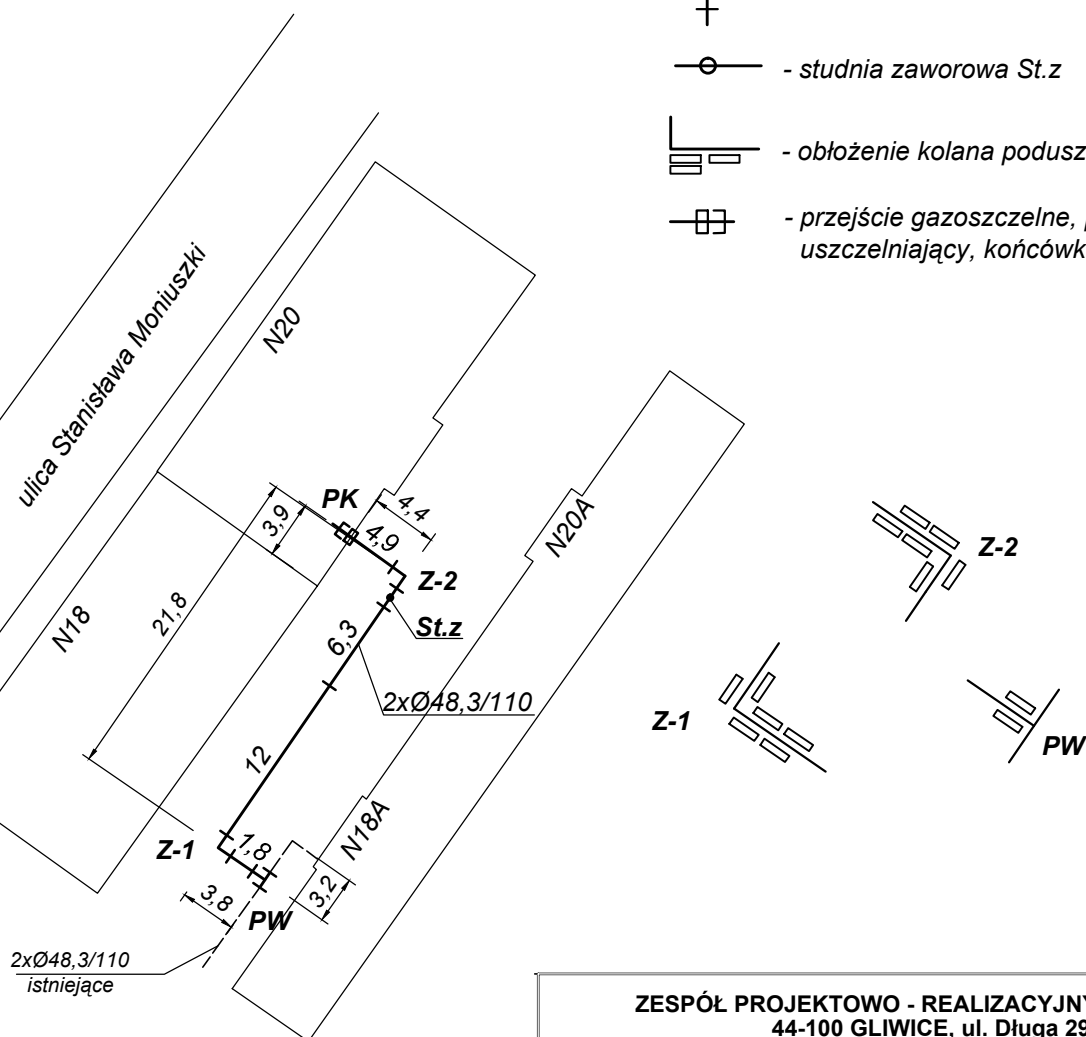 - studnia zaworowa St.z
- obłożenie kolana
- przejście gazoszczelne,
uszczelniający,
ulica Stanisława Moniuszki
N20
N18
N20A
N18A
PK
4,4
3,9
4,9
Z-2
St.z
21,8
6,3
2xØ48,3/110
12
Z-1
1,8
3,8
3,2
PW
2xØ48,3/110
istniejące
Z-2
Z-1
PW
ZESPÓŁ PROJEKTOWO - REALIZACYJNY
44-100 GLIWICE, ul. Długa 29